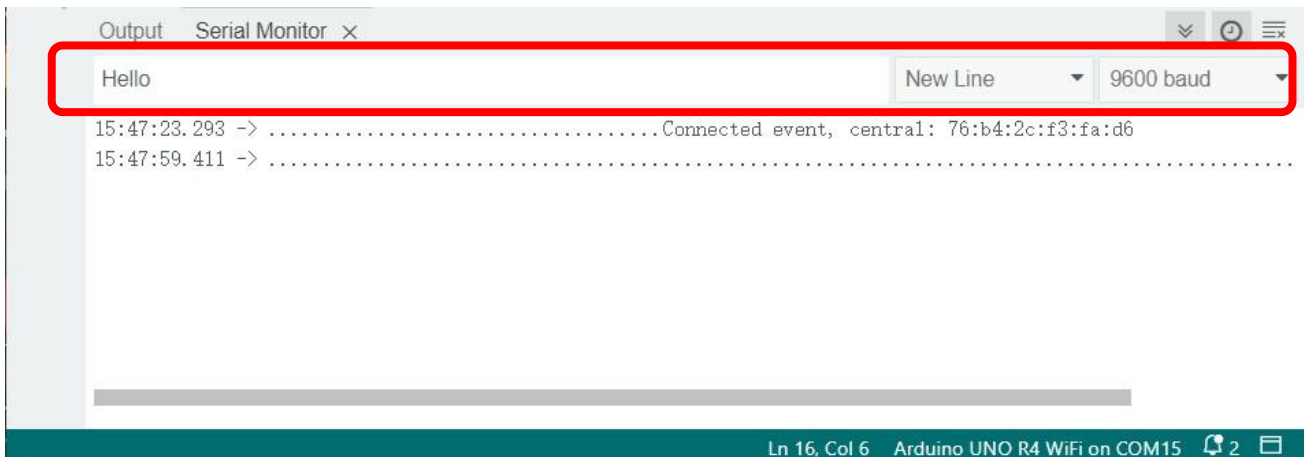 Output Serial Monitor ×
Hello New Line 9600 baud
15:47:23.293 -> ....................................Connected event, central: 76:b4:2c:f3:fa:d6
15:47:59.411 -> ...............................................................................................
Ln 16, Col 6 Arduino UNO R4 WiFi on COM15 2